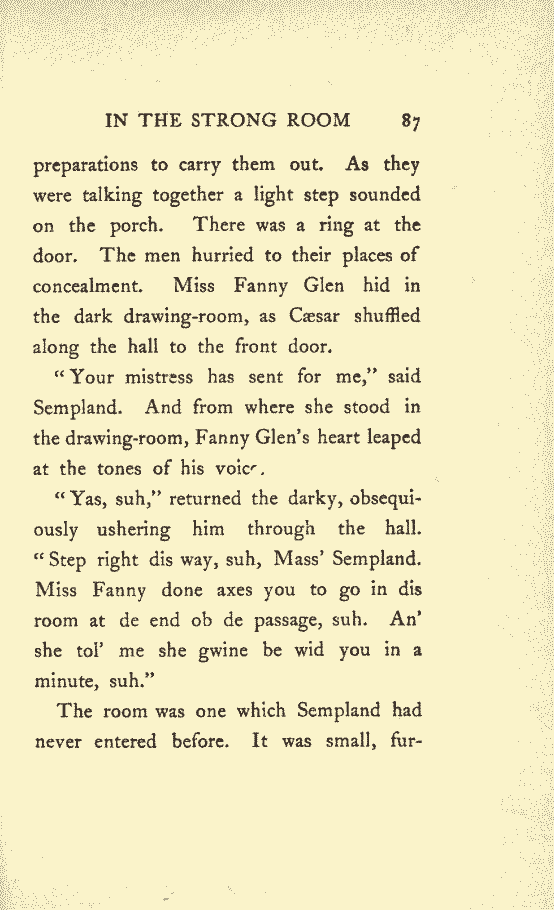 IN THE STRONG ROOM 87
preparations to carry them out. As they
were talking together a light step sounded
on the porch. There was a ring at the
door. The men hurried to their places of
concealment. Miss Fanny Glen hid in
the dark drawing-room, as Cæsar shuffled
along the hall to the front door.
“Your mistress has sent for me,” said
Sempland. And from where she stood in
the drawing-room, Fanny Glen’s heart leaped
at the tones of his voice.
“Yas, suh,” returned the darky, obsequi-
ously ushering him through the hall.
“Step right dis way, suh, Mass’ Sempland.
Miss Fanny done axes you to go in dis
room at de end ob de passage, suh. An’
she tol’ me she gwine be wid you in a
minute, suh.”
The room was one which Sempland had
never entered before. It was small, fur-